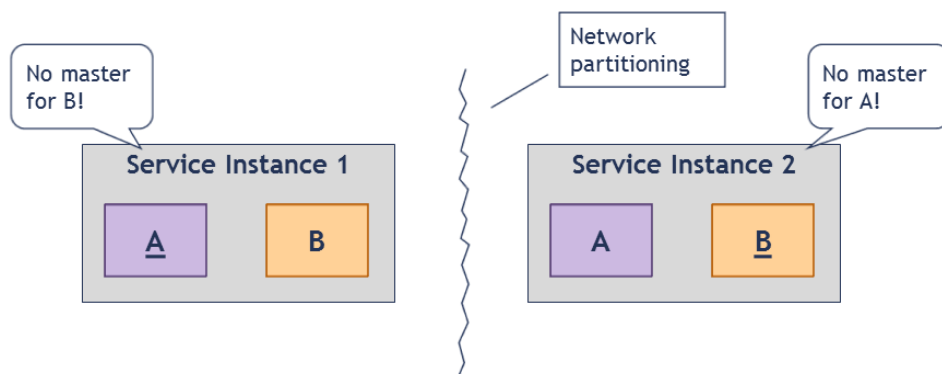 Network
partitioning
No master
for B!
No master
for A!
Service Instance 1
A
B
Service Instance 2
A
B